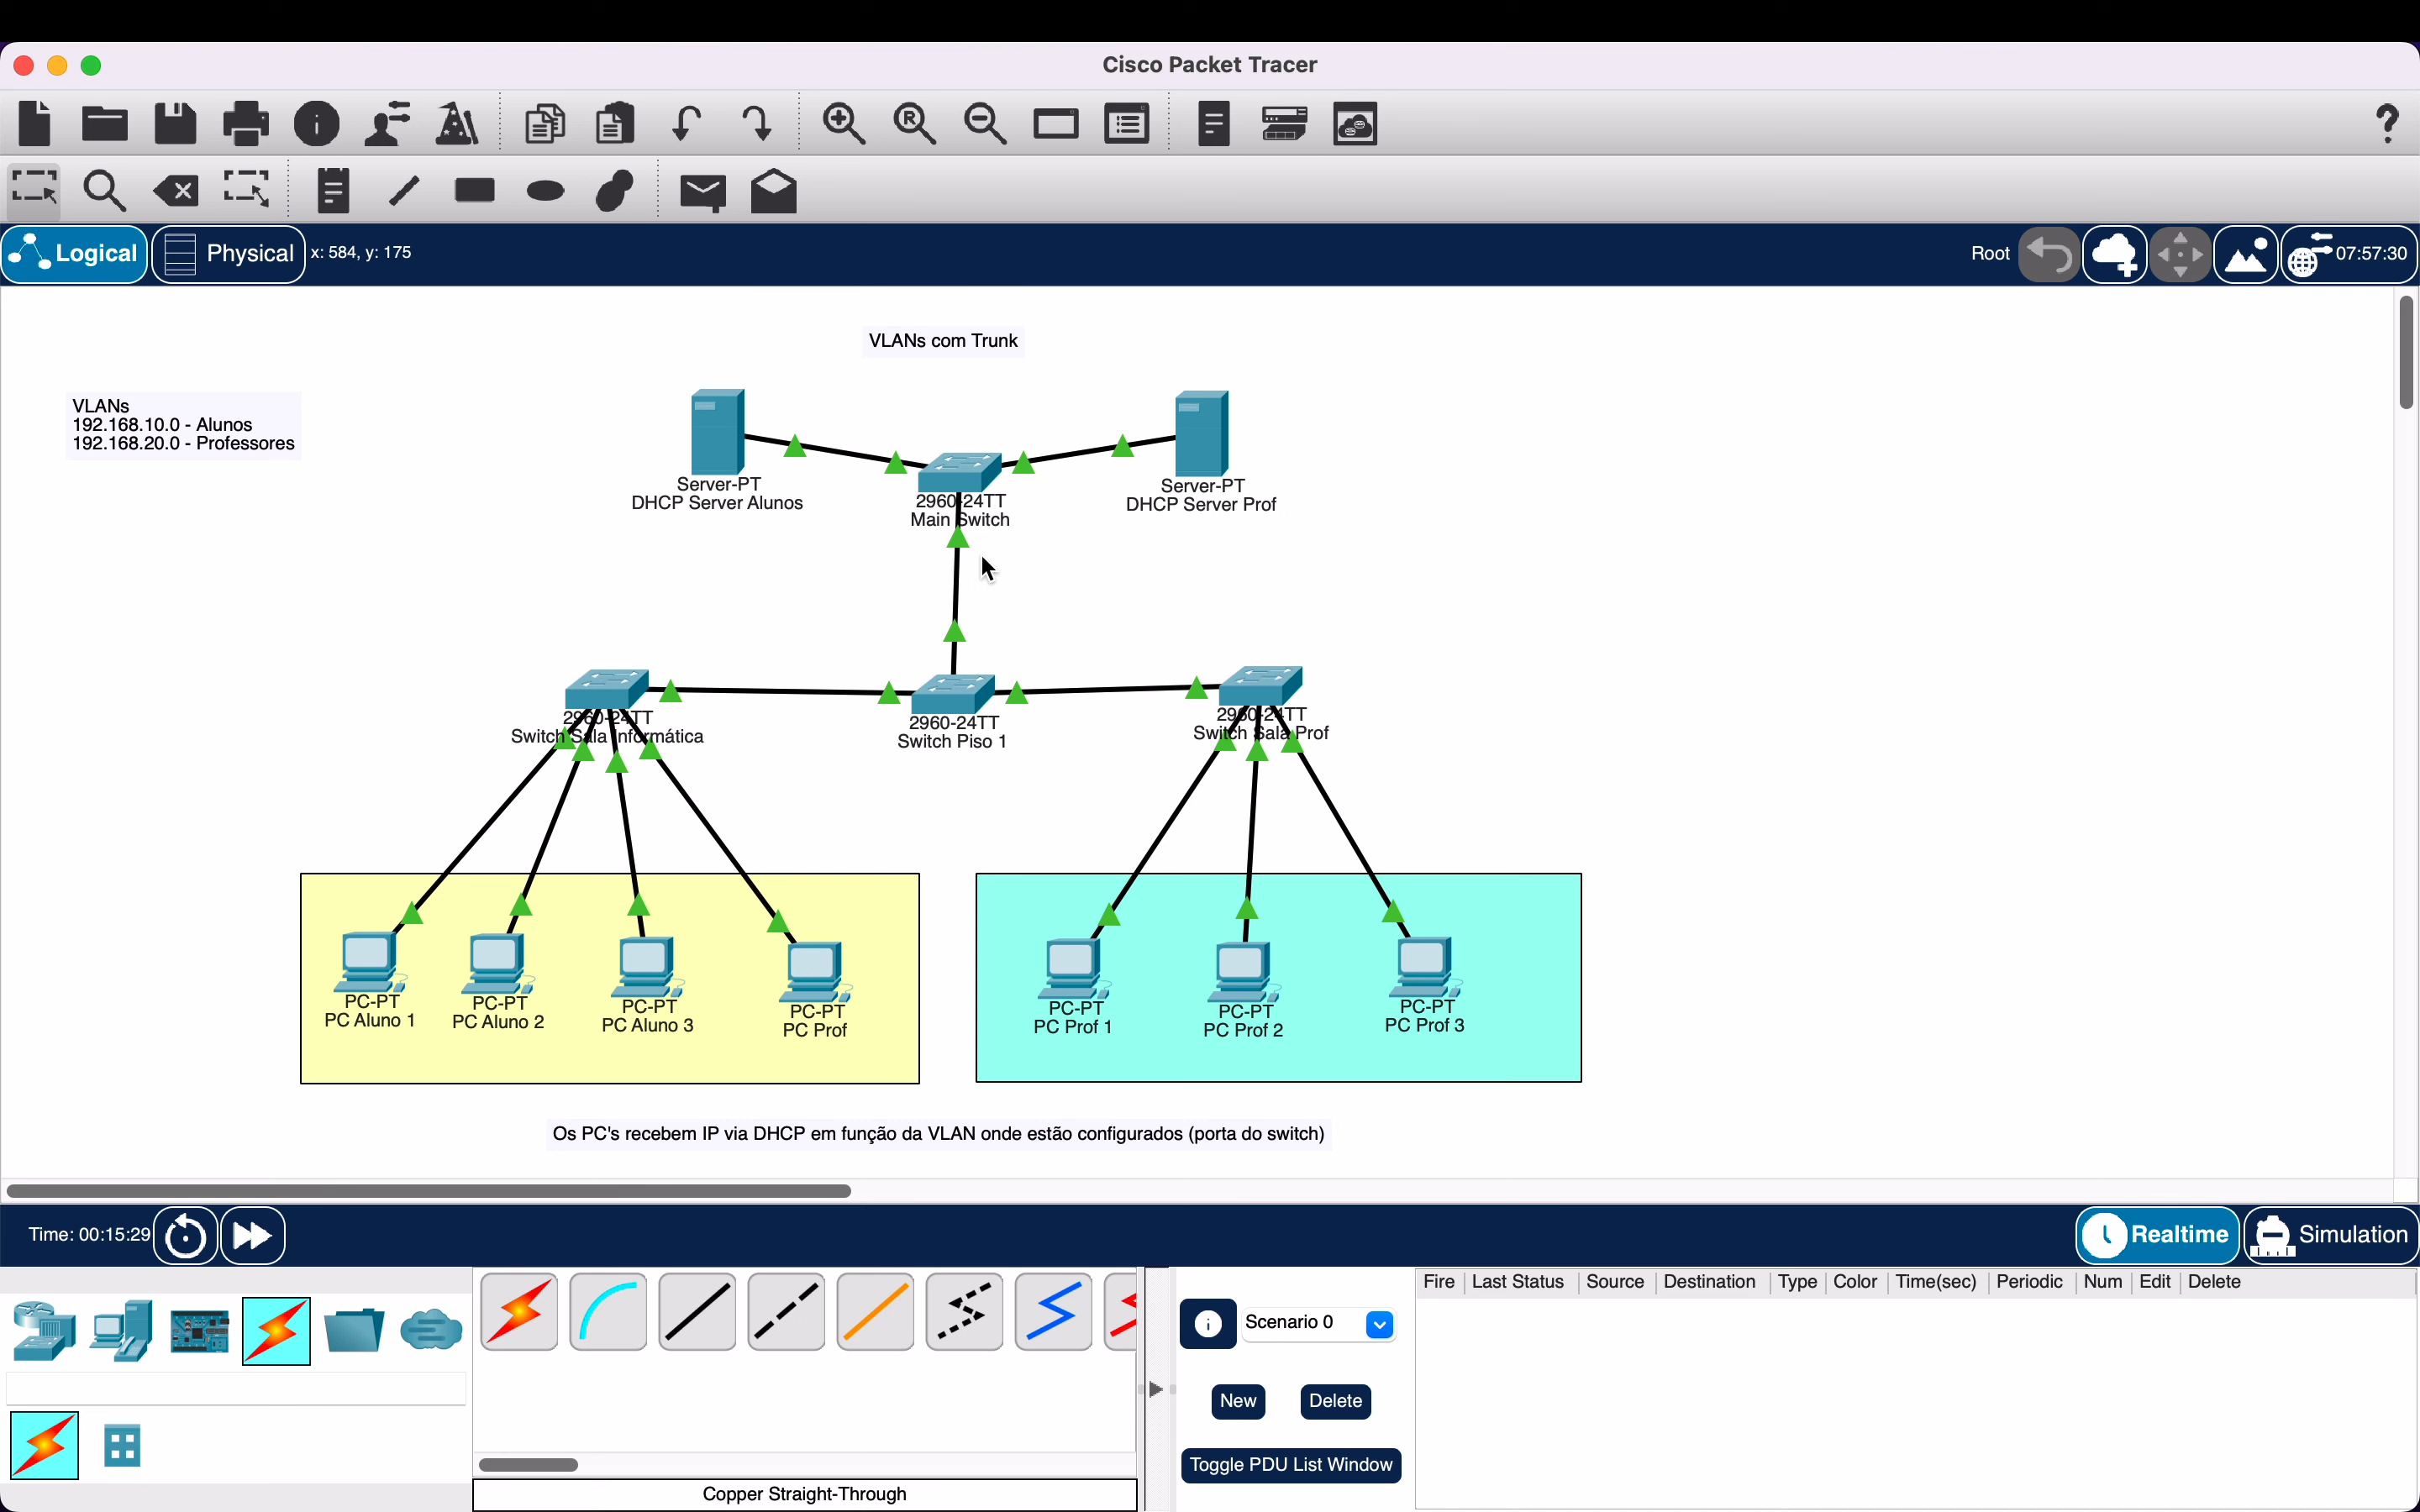 Cisco Packet Tracer
Logical
Physical
x: 584, y: 175
Root
07:57:30
VLANs com Trunk
VLANs
192.168.10.0 - Alunos
192.168.20.0 - Professores
Server-PT
DHCP Server Alunos
2960-24TT
Main Switch
Server-PT
DHCP Server Prof
2960-24TT
Switch Sala Informática
2960-24TT
Switch Piso 1
2960-24TT
Switch Sala Prof
PC-PT
PC Aluno 1
PC-PT
PC Aluno 2
PC-PT
PC Aluno 3
PC-PT
PC Prof
PC-PT
PC Prof 1
PC-PT
PC Prof 2
PC-PT
PC Prof 3
Os PC's recebem IP via DHCP em função da VLAN onde estão configurados (porta do switch)
Time: 00:15:29
Realtime
Simulation
Scenario 0
New
Delete
Toggle PDU List Window
Fire Last Status Source Destination Type Color Time(sec) Periodic Num Edit Delete
Copper Straight-Through